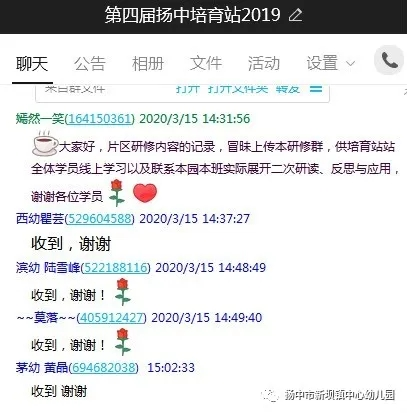 第四届扬中培育站2019
聊天 公告 相册 文件 活动 设置
来自群文件 打开 打开文件夹 转发
嫣然一笑(164150361) 2020/3/15 14:31:56
大家好，片区研修内容的记录，冒昧上传本研修群，供培育站站
全体学员线上学习以及联系本园本班实际展开二次研读、反思与应用，
谢谢各位学员
西幼瞿芸(529604588) 2020/3/15 14:37:27
收到，谢谢
滨幼 陆雪峰(522188116) 2020/3/15 14:48:49
收到，谢谢！
~~莫落~~(405912427) 2020/3/15 14:49:40
收到，谢谢！
茅幼 黄晶(694682038) 15:02:33
收到 谢谢
扬中市新坝镇中心幼儿园